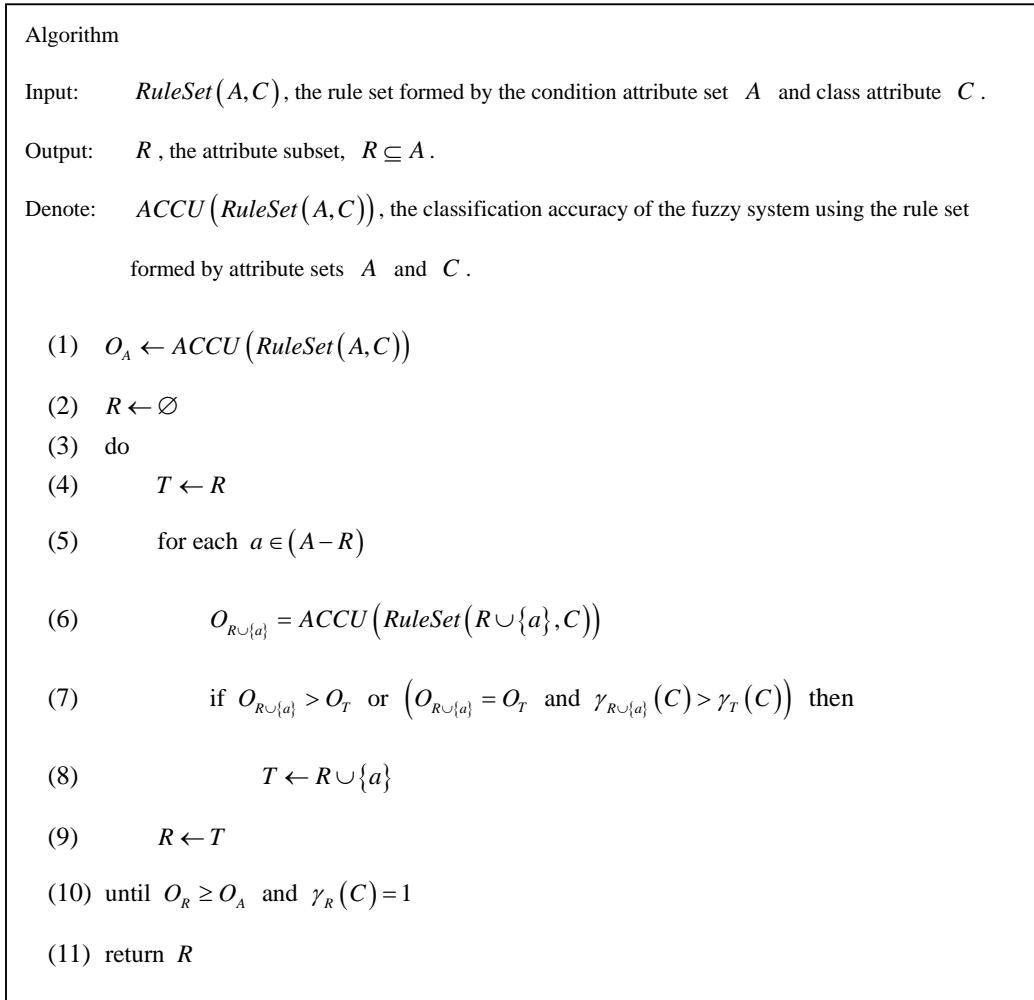 Algorithm
Input: RuleSet(A,C), the rule set formed by the condition attribute set A and class attribute C.
Output: R, the attribute subset, R ⊆ A.
Denote: ACCU(RuleSet(A,C)), the classification accuracy of the fuzzy system using the rule set
formed by attribute sets A and C.
(1) O_A ← ACCU(RuleSet(A,C))
(2) R ← ∅
(3) do
(4) T ← R
(5) for each a ∈ (A − R)
(6) O_{R∪{a}} = ACCU(RuleSet(R ∪ {a}, C))
(7) if O_{R∪{a}} > O_T or (O_{R∪{a}} = O_T and γ_{R∪{a}}(C) > γ_T(C)) then
(8) T ← R ∪ {a}
(9) R ← T
(10) until O_R ≥ O_A and γ_R(C) = 1
(11) return R